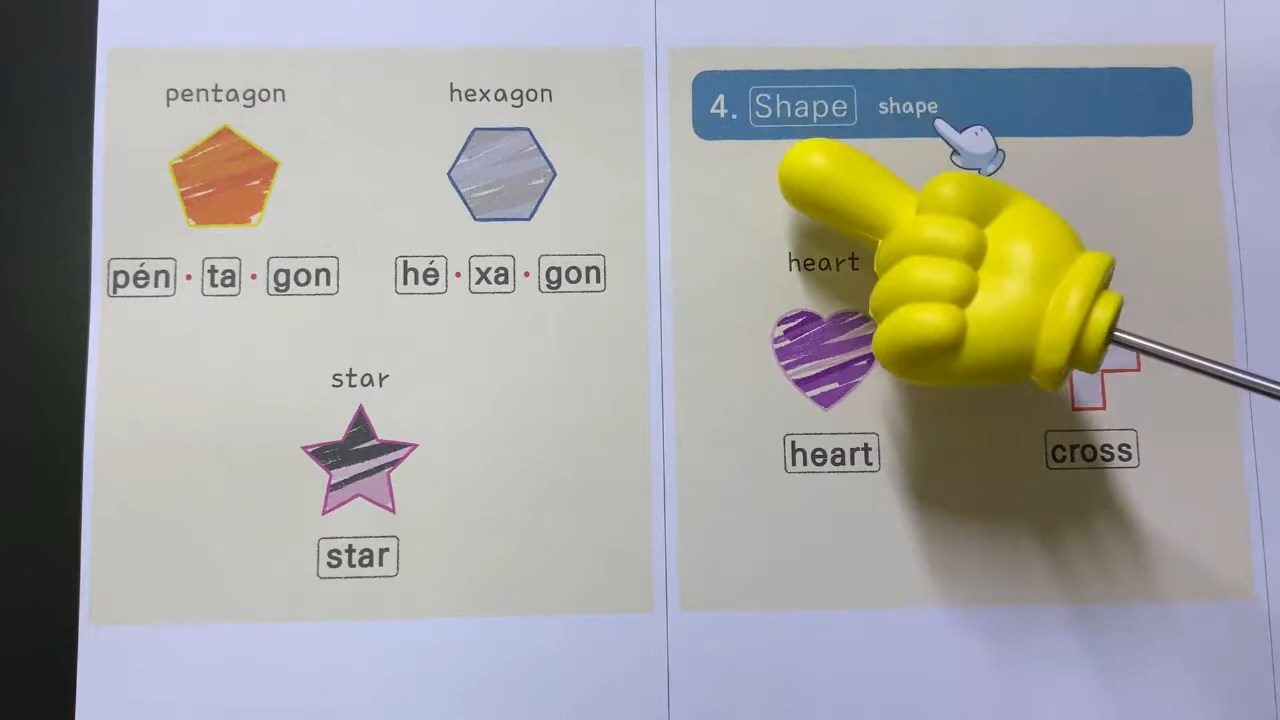 pentagon
hexagon
pén · ta · gon
hé · xa · gon
star
star
4. Shape shape
heart
heart
cross